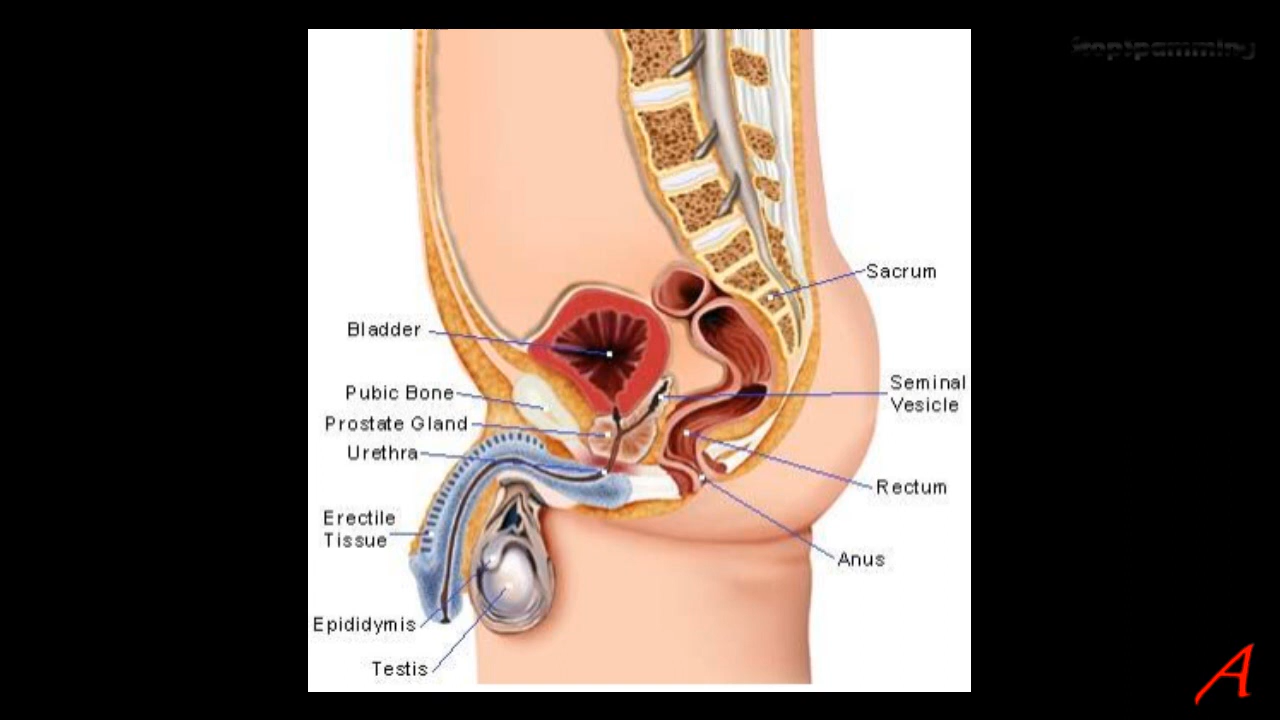 Sacrum
Bladder
Seminal
Vesicle
Pubic Bone
Prostate Gland
Urethra
Rectum
Erectile
Tissue
Anus
Epididymis
Testis
A